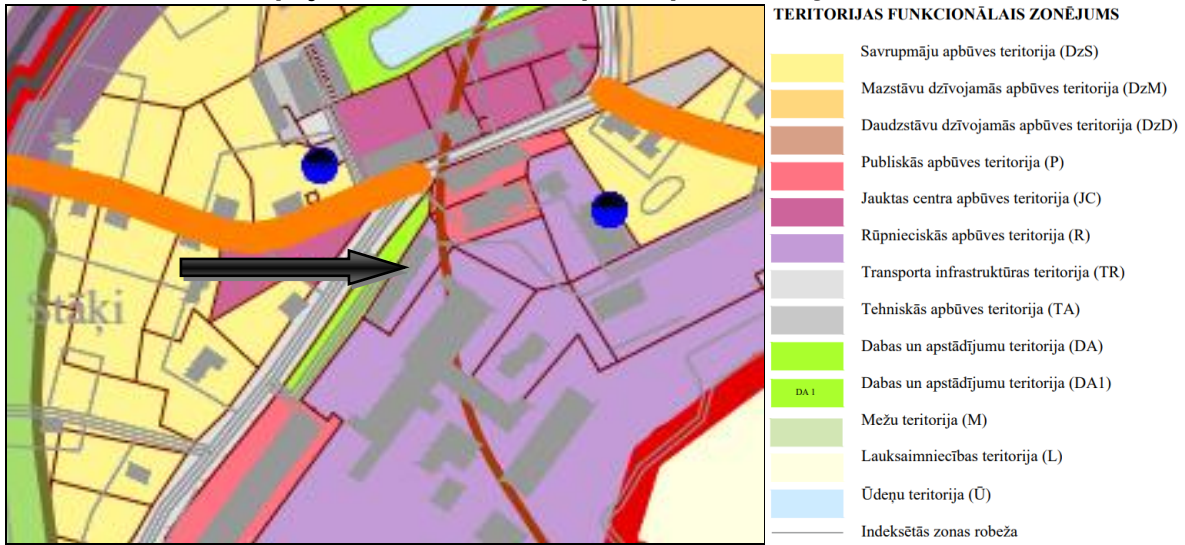 TERITORIJAS FUNKCIONĀLAIS ZONĒJUMS
Savrupmāju apbūves teritorija (DzS)
Mazstāvu dzīvojamās apbūves teritorija (DzM)
Daudzstāvu dzīvojamās apbūves teritorija (DzD)
Publiskās apbūves teritorija (P)
Jauktas centra apbūves teritorija (JC)
Rūpnieciskās apbūves teritorija (R)
Transporta infrastruktūras teritorija (TR)
Tehniskās apbūves teritorija (TA)
Dabas un apstādījumu teritorija (DA)
DA 1 Dabas un apstādījumu teritorija (DA1)
Mežu teritorija (M)
Lauksaimniecības teritorija (L)
Ūdeņu teritorija (Ū)
Indeksētās zonas robeža
Stāķi